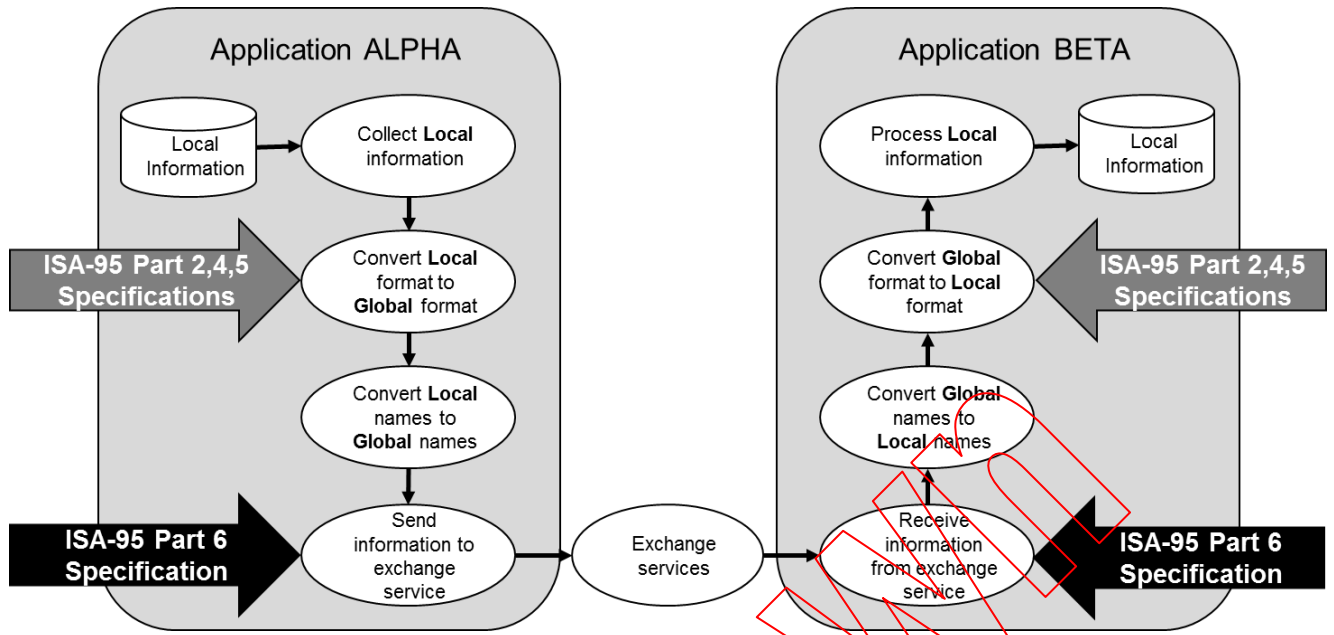 Application ALPHA
Local
Information
Collect Local
information
ISA-95 Part 2,4,5
Specifications
Convert Local
format to
Global format
Convert Local
names to
Global names
ISA-95 Part 6
Specification
Send
information to
exchange
service
Exchange
services
Application BETA
Process Local
information
Local
Information
Convert Global
format to Local
format
ISA-95 Part 2,4,5
Specifications
Convert Global
names to
Local names
Receive
information
from exchange
service
ISA-95 Part 6
Specification